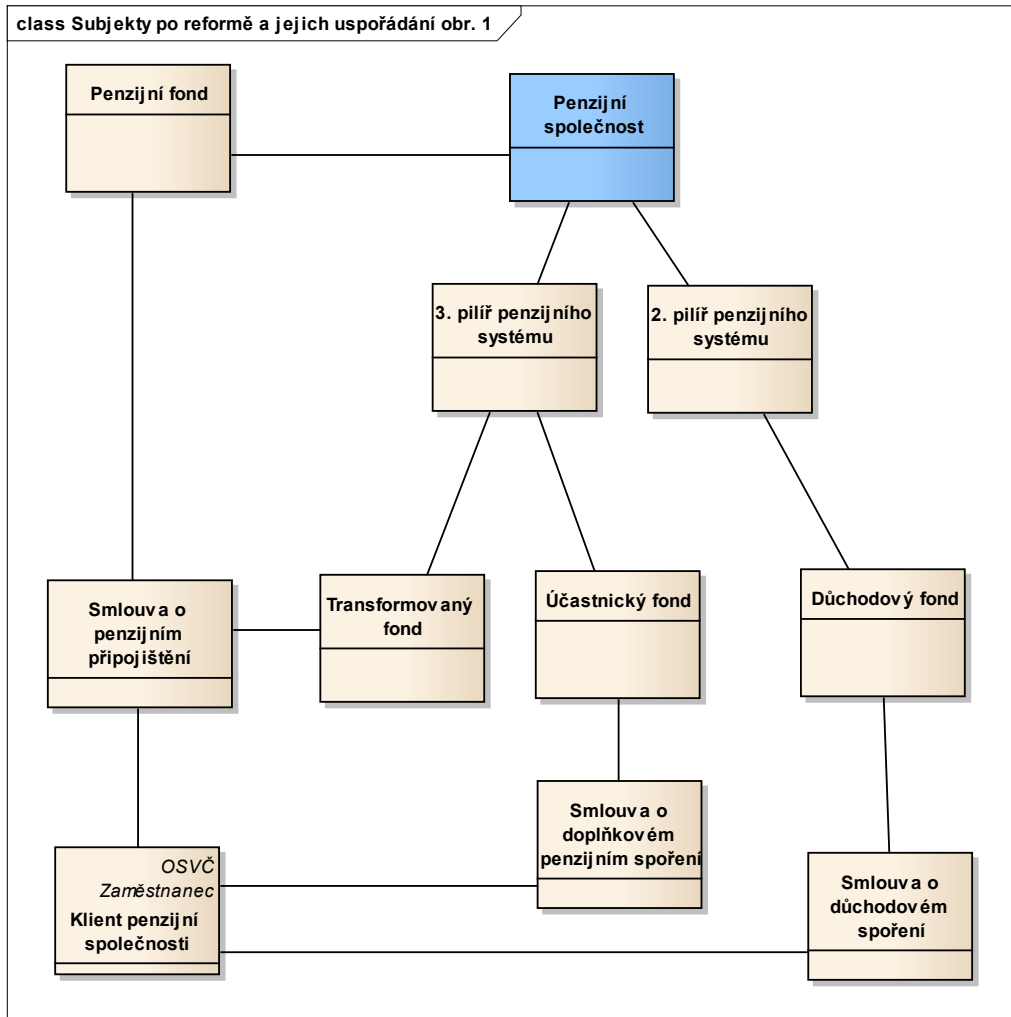 class Subjekty po reformě a jejich uspořádání obr. 1
Penzijní fond
Penzijní
společnost
3. pilíř penzijního
systému
2. pilíř penzijního
systému
Smlouva o
penzijním
připojištění
Transformovaný
fond
Účastnický fond
Důchodový fond
Smlouva o
doplňkovém
penzijním spoření
OSVČ
Zaměstnanec
Klient penzijní
společnosti
Smlouva o
důchodovém
spoření